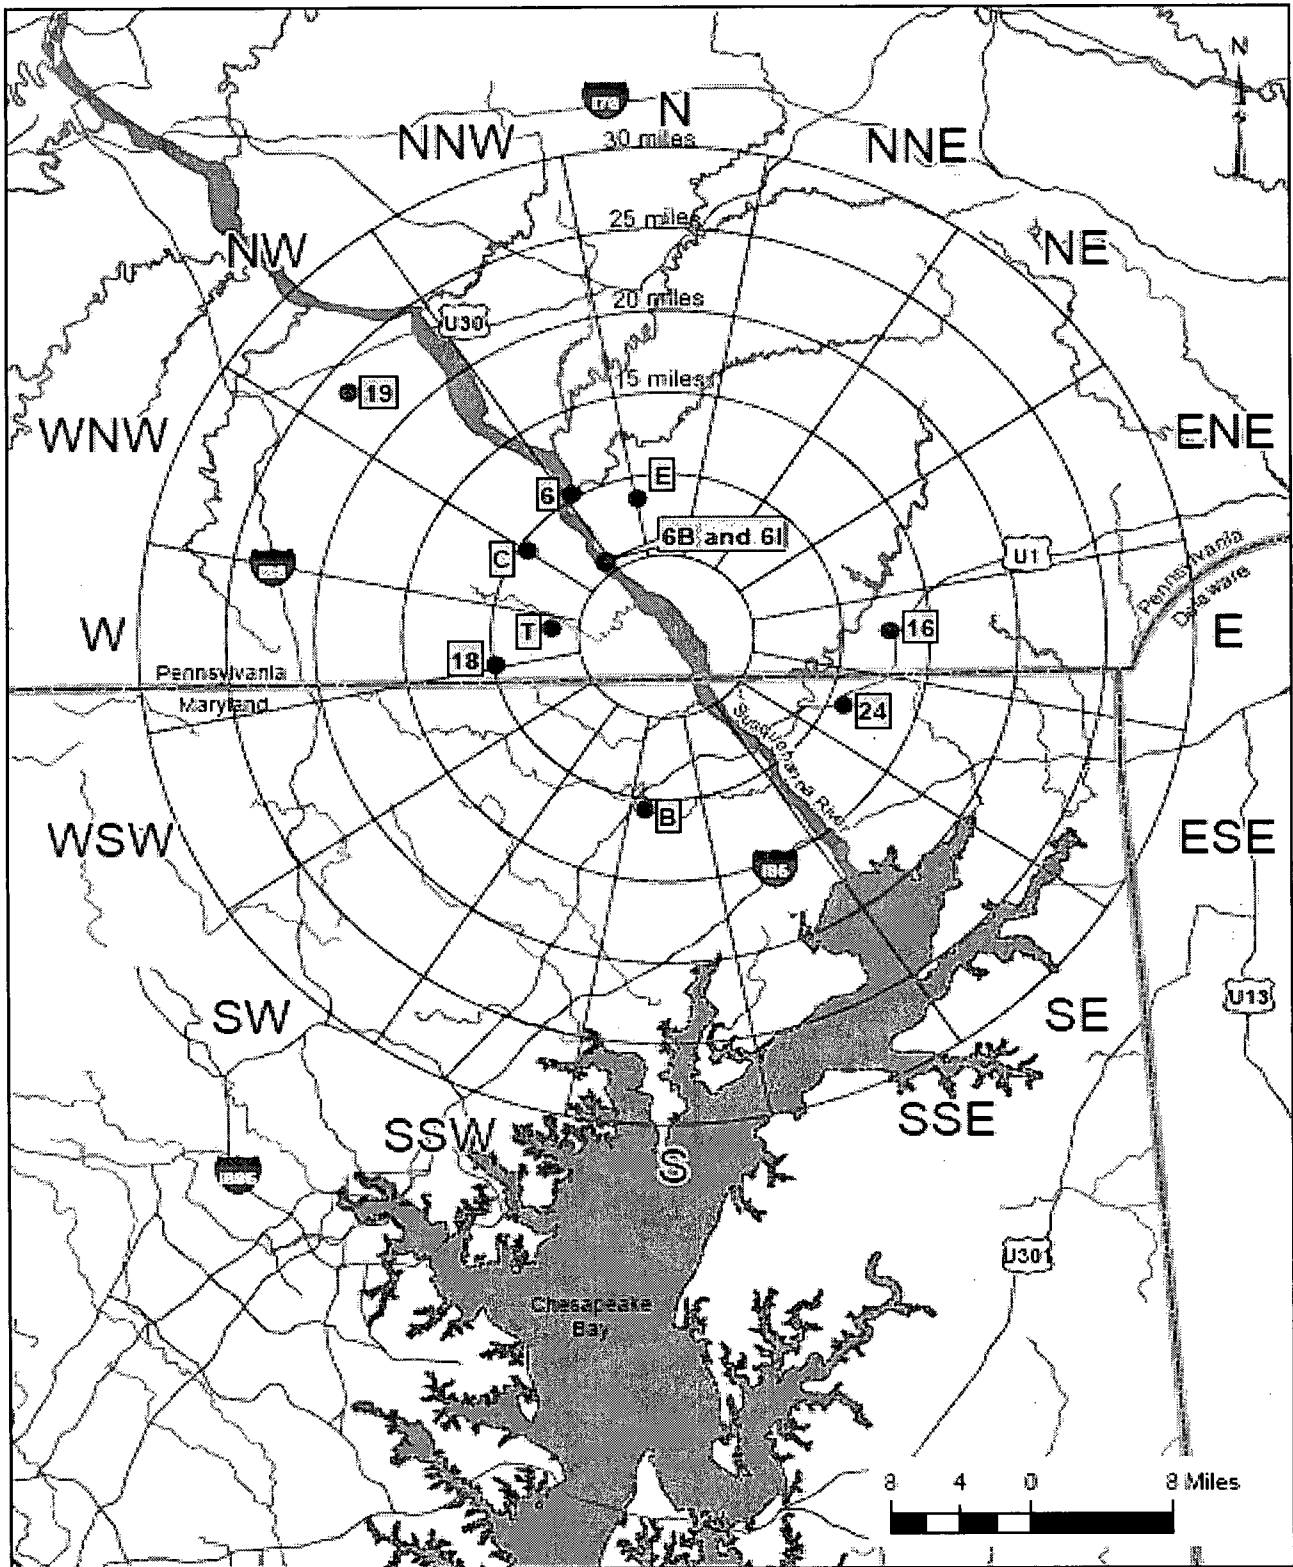 N
N
NNW
NNE
30 miles
25 miles
NW
NE
20 miles
U30
15 miles
19
WNW
ENE
E
6
6B and 6I
C
U1
Pennsylvania
Delaware
W
T
16
E
18
Pennsylvania
Maryland
24
Susquehanna River
B
WSW
ESE
I95
SW
SE
U13
SSW
SSE
S
U301
Chesapeake
Bay
8 4 0 8 Miles